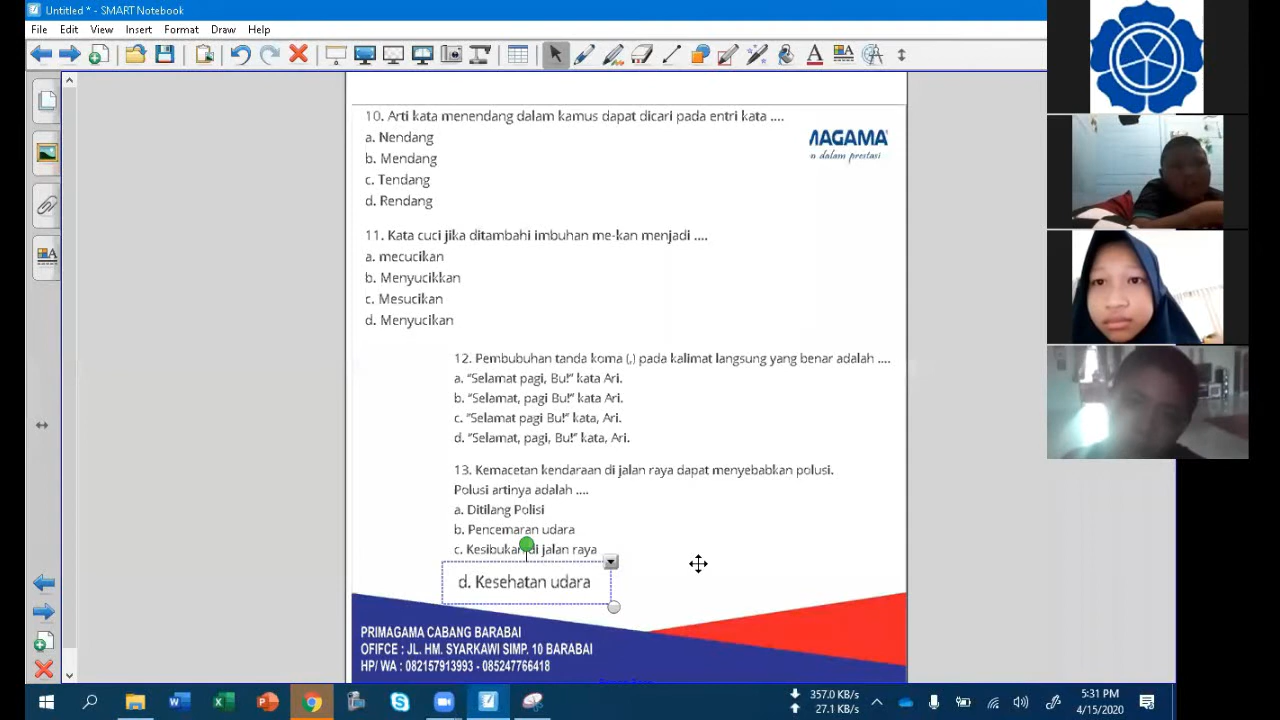 Untitled * - SMART Notebook
File Edit View Insert Format Draw Help
10. Arti kata menendang dalam kamus dapat dicari pada entri kata ....
a. Nendang
b. Mendang
c. Tendang
d. Rendang
MAGAMA
n dalam prestasi
11. Kata cuci jika ditambahi imbuhan me-kan menjadi ....
a. mecucikan
b. Menyucikkan
c. Mesucikan
d. Menyucikan
12. Pembubuhan tanda koma (,) pada kalimat langsung yang benar adalah ....
a. “Selamat pagi, Bu!” kata Ari.
b. “Selamat, pagi Bu!” kata Ari.
c. “Selamat pagi Bu!” kata, Ari.
d. “Selamat, pagi, Bu!” kata, Ari.
13. Kemacetan kendaraan di jalan raya dapat menyebabkan polusi.
Polusi artinya adalah ....
a. Ditilang Polisi
b. Pencemaran udara
c. Kesibukan di jalan raya
d. Kesehatan udara
PRIMAGAMA CABANG BARABAI
OFIFCE : JL. HM. SYARKAWI SIMP. 10 BARABAI
HP/ WA : 082157913993 - 085247766418
357.0 KB/s
27.1 KB/s
5:31 PM
4/15/2020